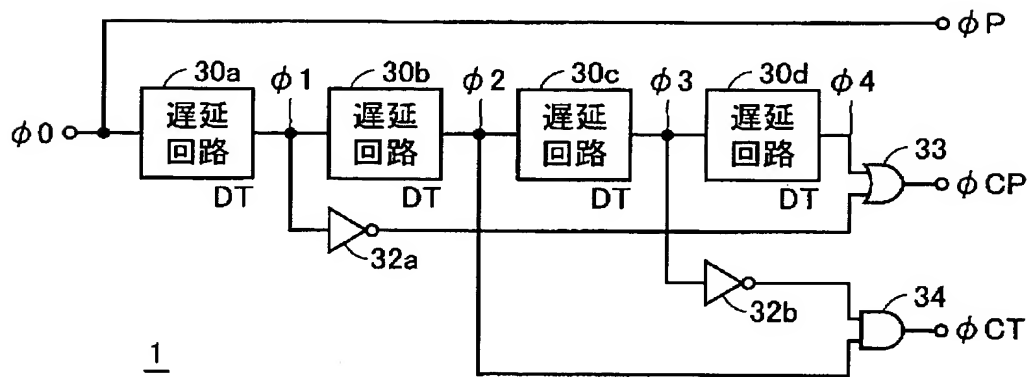 φP
30a
φ1
30b
φ2
30c
φ3
30d
φ4
φ0
遅延
回路
遅延
回路
遅延
回路
遅延
回路
33
φCP
DT
DT
DT
DT
32a
32b
34
φCT
1